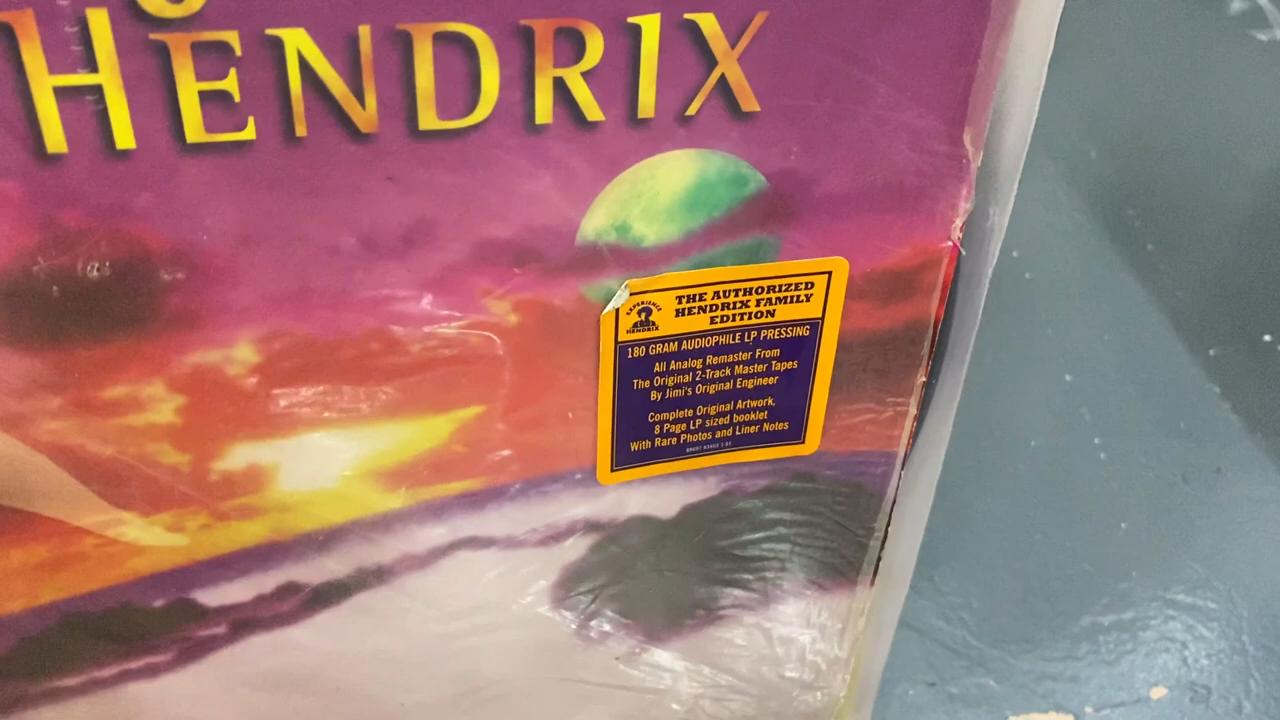 HENDRIX
EXPERIENCE
HENDRIX
THE AUTHORIZED
HENDRIX FAMILY
EDITION
180 GRAM AUDIOPHILE LP PRESSING
All Analog Remaster From
The Original 2-Track Master Tapes
By Jimi's Original Engineer
Complete Original Artwork,
8 Page LP sized booklet
With Rare Photos and Liner Notes